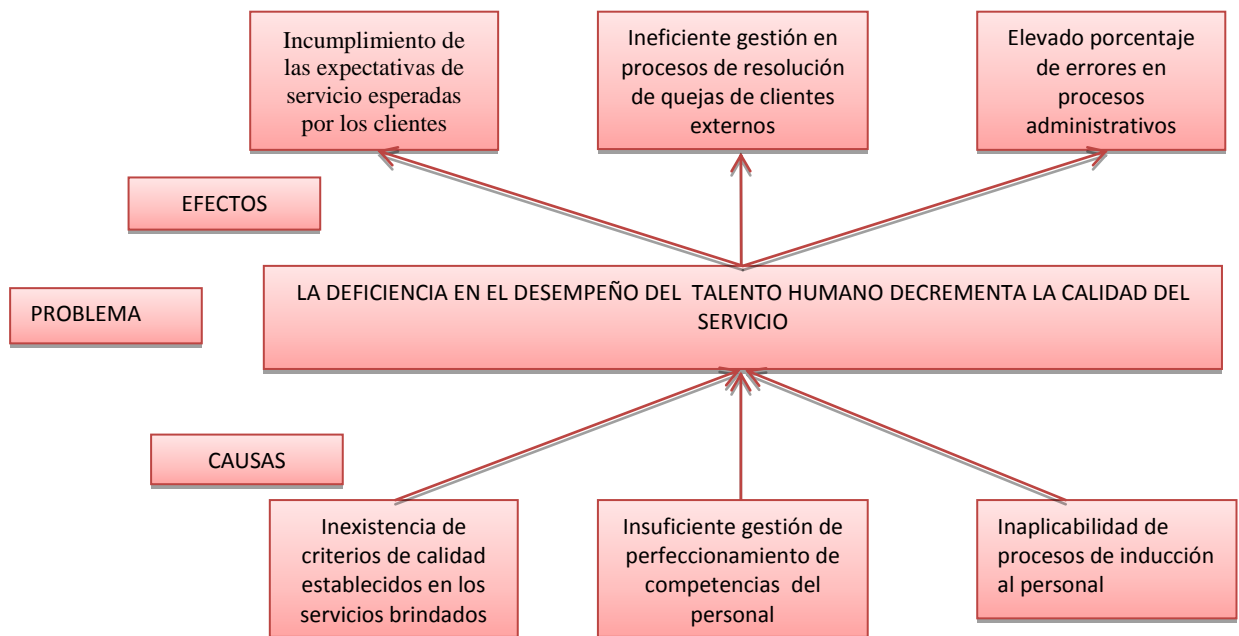 Incumplimiento de
las expectativas de
servicio esperadas
por los clientes
Ineficiente gestión en
procesos de resolución
de quejas de clientes
externos
Elevado porcentaje
de errores en
procesos
administrativos
EFECTOS
LA DEFICIENCIA EN EL DESEMPEÑO DEL TALENTO HUMANO DECREMENTA LA CALIDAD DEL
SERVICIO
PROBLEMA
CAUSAS
Inexistencia de
criterios de calidad
establecidos en los
servicios brindados
Insuficiente gestión de
perfeccionamiento de
competencias del
personal
Inaplicabilidad de
procesos de inducción
al personal